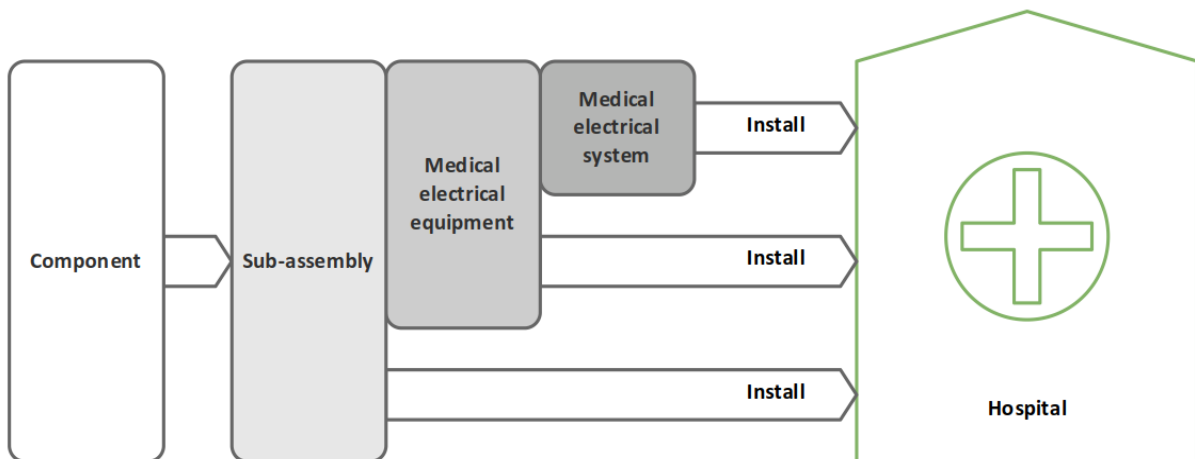 Component
Sub-assembly
Medical
electrical
equipment
Medical
electrical
system
Install
Install
Install
Hospital